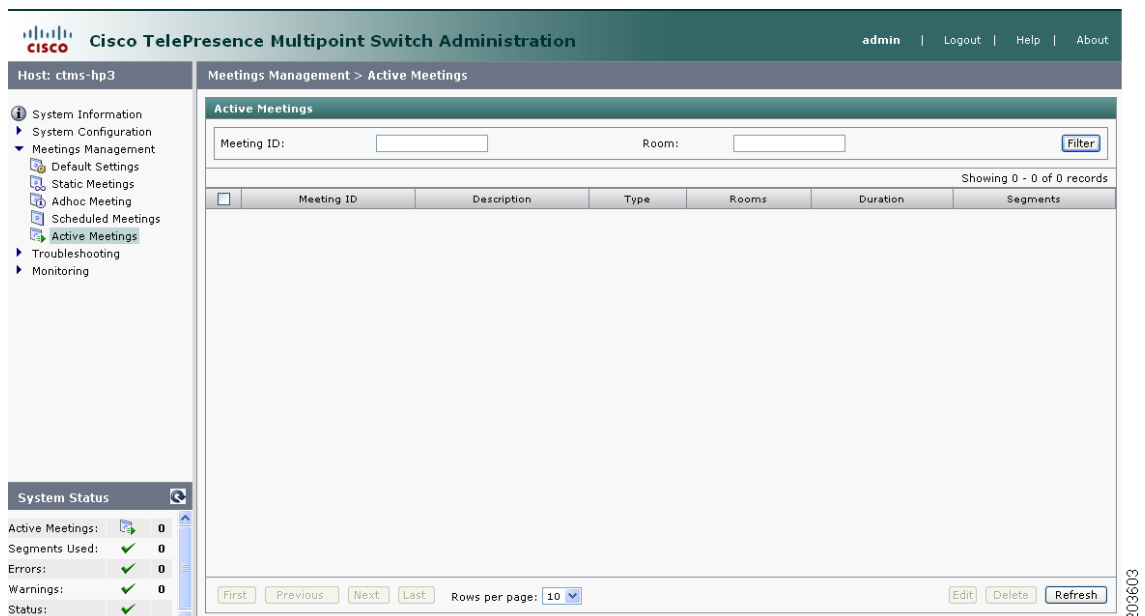 CISCO
Cisco TelePresence Multipoint Switch Administration
admin | Logout | Help | About
Host: ctms-hp3
Meetings Management > Active Meetings
System Information
System Configuration
Meetings Management
Default Settings
Static Meetings
Adhoc Meeting
Scheduled Meetings
Active Meetings
Troubleshooting
Monitoring
Active Meetings
Meeting ID: Room: Filter
Showing 0 - 0 of 0 records
Meeting ID Description Type Rooms Duration Segments
System Status
Active Meetings: 0
Segments Used: 0
Errors: 0
Warnings: 0
Status:
First Previous Next Last Rows per page: 10 Edit Delete Refresh
203603